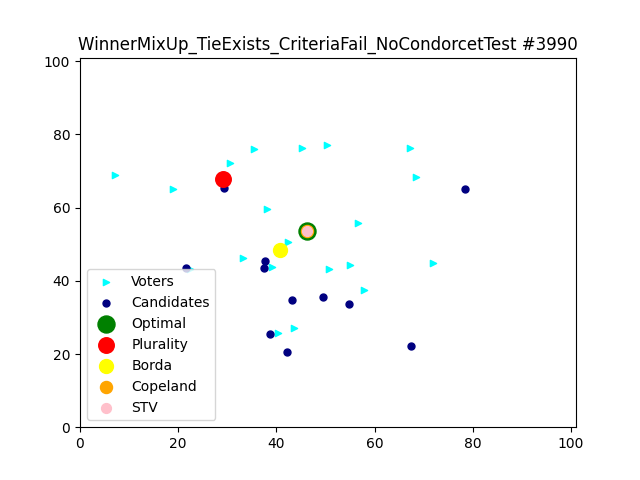 WinnerMixUp_TieExists_CriteriaFail_NoCondorcetTest #3990
100
80
60
40
20
0
Voters
Candidates
Optimal
Plurality
Borda
Copeland
STV
0 20 40 60 80 100